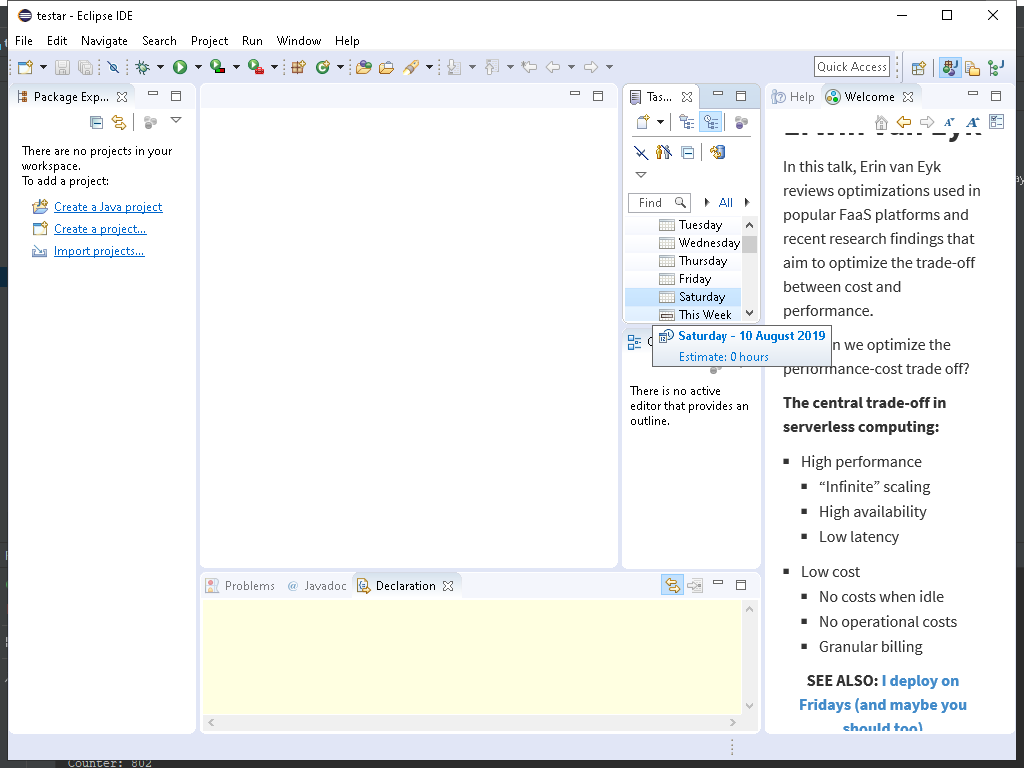 testar - Eclipse IDE
File Edit Navigate Search Project Run Window Help
Quick Access
Package Exp...
There are no projects in your
workspace.
To add a project:
Create a Java project
Create a project...
Import projects...
Tas...
Find
All
Tuesday
Wednesday
Thursday
Friday
Saturday
This Week
Saturday - 10 August 2019
Estimate: 0 hours
There is no active
editor that provides an
outline.
Help
Welcome
In this talk, Erin van Eyk
reviews optimizations used in
popular FaaS platforms and
recent research findings that
aim to optimize the trade-off
between cost and
performance.
we optimize the
performance-cost trade off?
The central trade-off in
serverless computing:
▪ High performance
▪ “Infinite” scaling
▪ High availability
▪ Low latency
▪ Low cost
▪ No costs when idle
▪ No operational costs
▪ Granular billing
SEE ALSO: I deploy on
Fridays (and maybe you
should too)
Problems
@ Javadoc
Declaration
Counter: 802